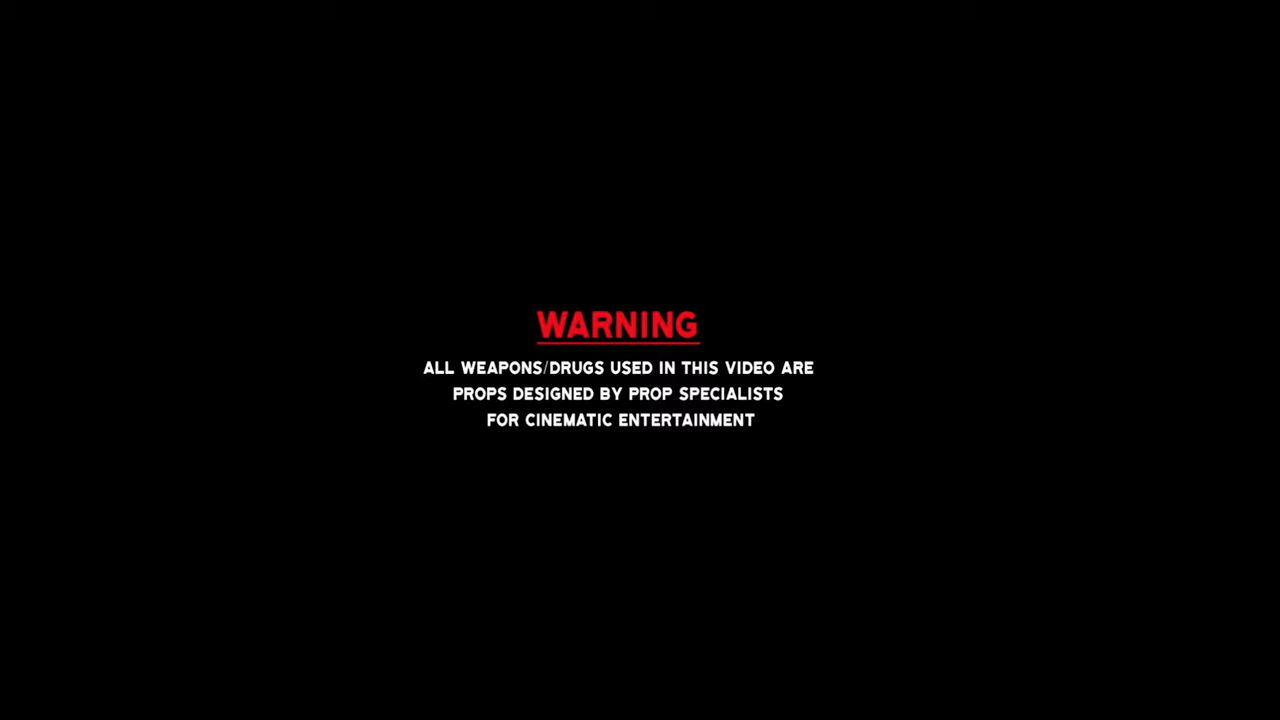 WARNING
ALL WEAPONS/DRUGS USED IN THIS VIDEO ARE
PROPS DESIGNED BY PROP SPECIALISTS
FOR CINEMATIC ENTERTAINMENT